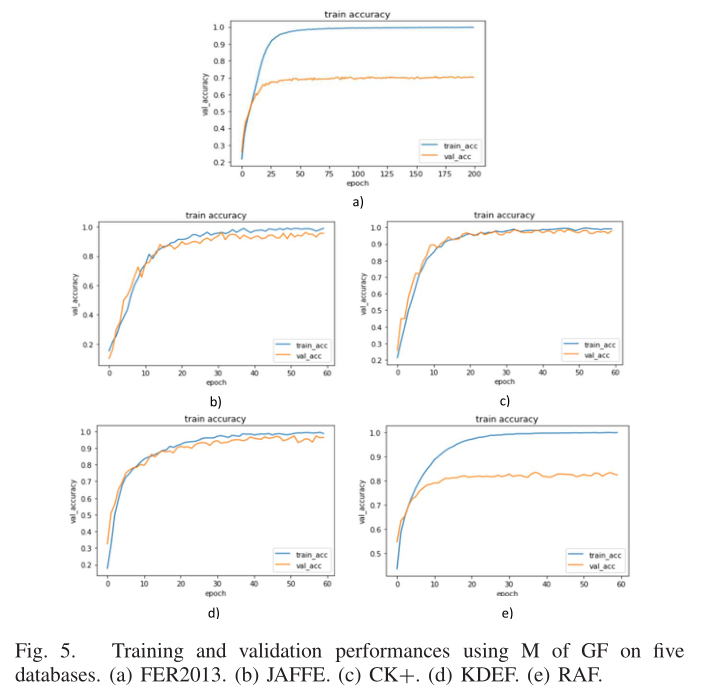 train accuracy
1.0
0.9
0.8
0.7
0.6
0.5
0.4
0.3
0.2
val_accuracy
train_acc
val_acc
0 25 50 75 100 125 150 175 200
epoch
a)
train accuracy
1.0
0.8
0.6
0.4
0.2
val_accuracy
train_acc
val_acc
0 10 20 30 40 50 60
epoch
b)
train accuracy
1.0
0.9
0.8
0.7
0.6
0.5
0.4
0.3
0.2
val_accuracy
train_acc
val_acc
0 10 20 30 40 50 60
epoch
c)
train accuracy
1.0
0.9
0.8
0.7
0.6
0.5
0.4
0.3
0.2
val_accuracy
train_acc
val_acc
0 10 20 30 40 50 60
epoch
d)
train accuracy
1.0
0.9
0.8
0.7
0.6
0.5
val_accuracy
train_acc
val_acc
0 10 20 30 40 50 60
epoch
e)
Fig. 5. Training and validation performances using M of GF on five
databases. (a) FER2013. (b) JAFFE. (c) CK+. (d) KDEF. (e) RAF.